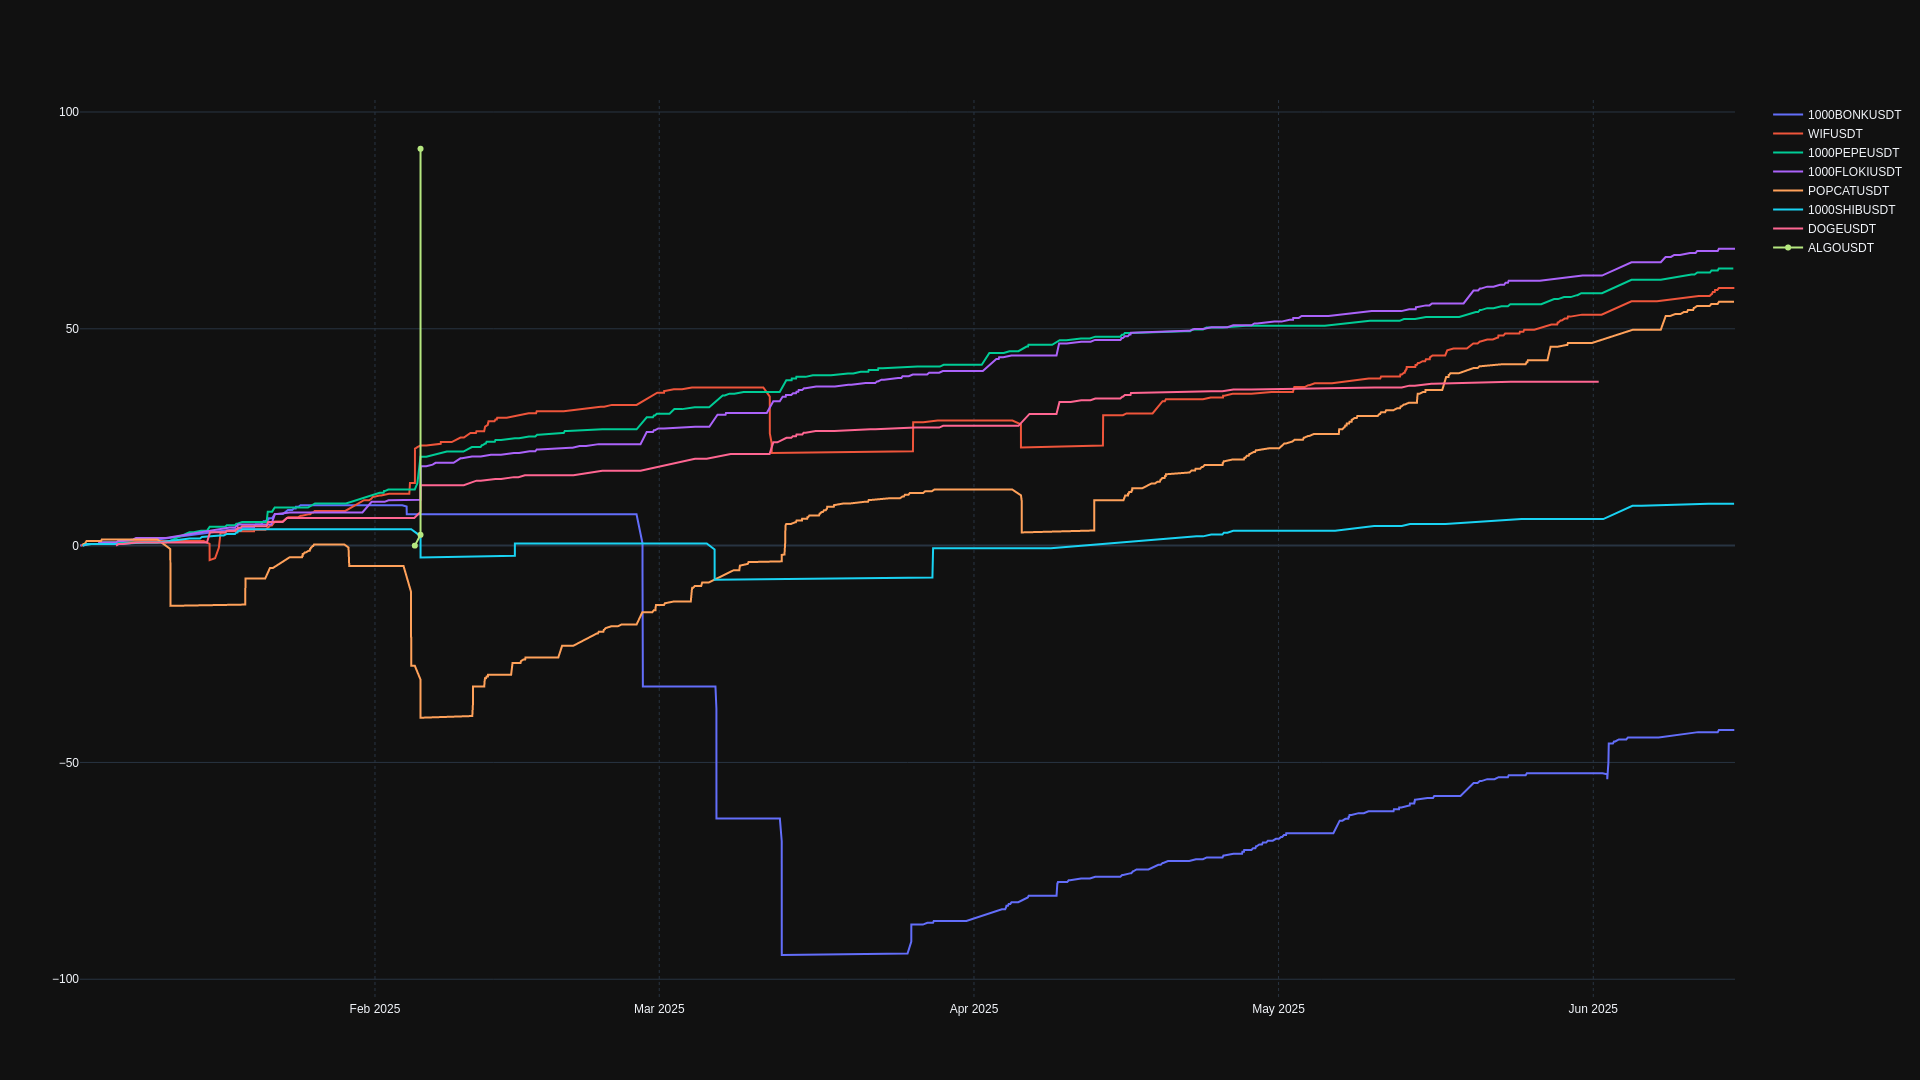 100
50
0
−50
−100
Feb 2025
Mar 2025
Apr 2025
May 2025
Jun 2025
1000BONKUSDT
WIFUSDT
1000PEPEUSDT
1000FLOKIUSDT
POPCATUSDT
1000SHIBUSDT
DOGEUSDT
ALGOUSDT